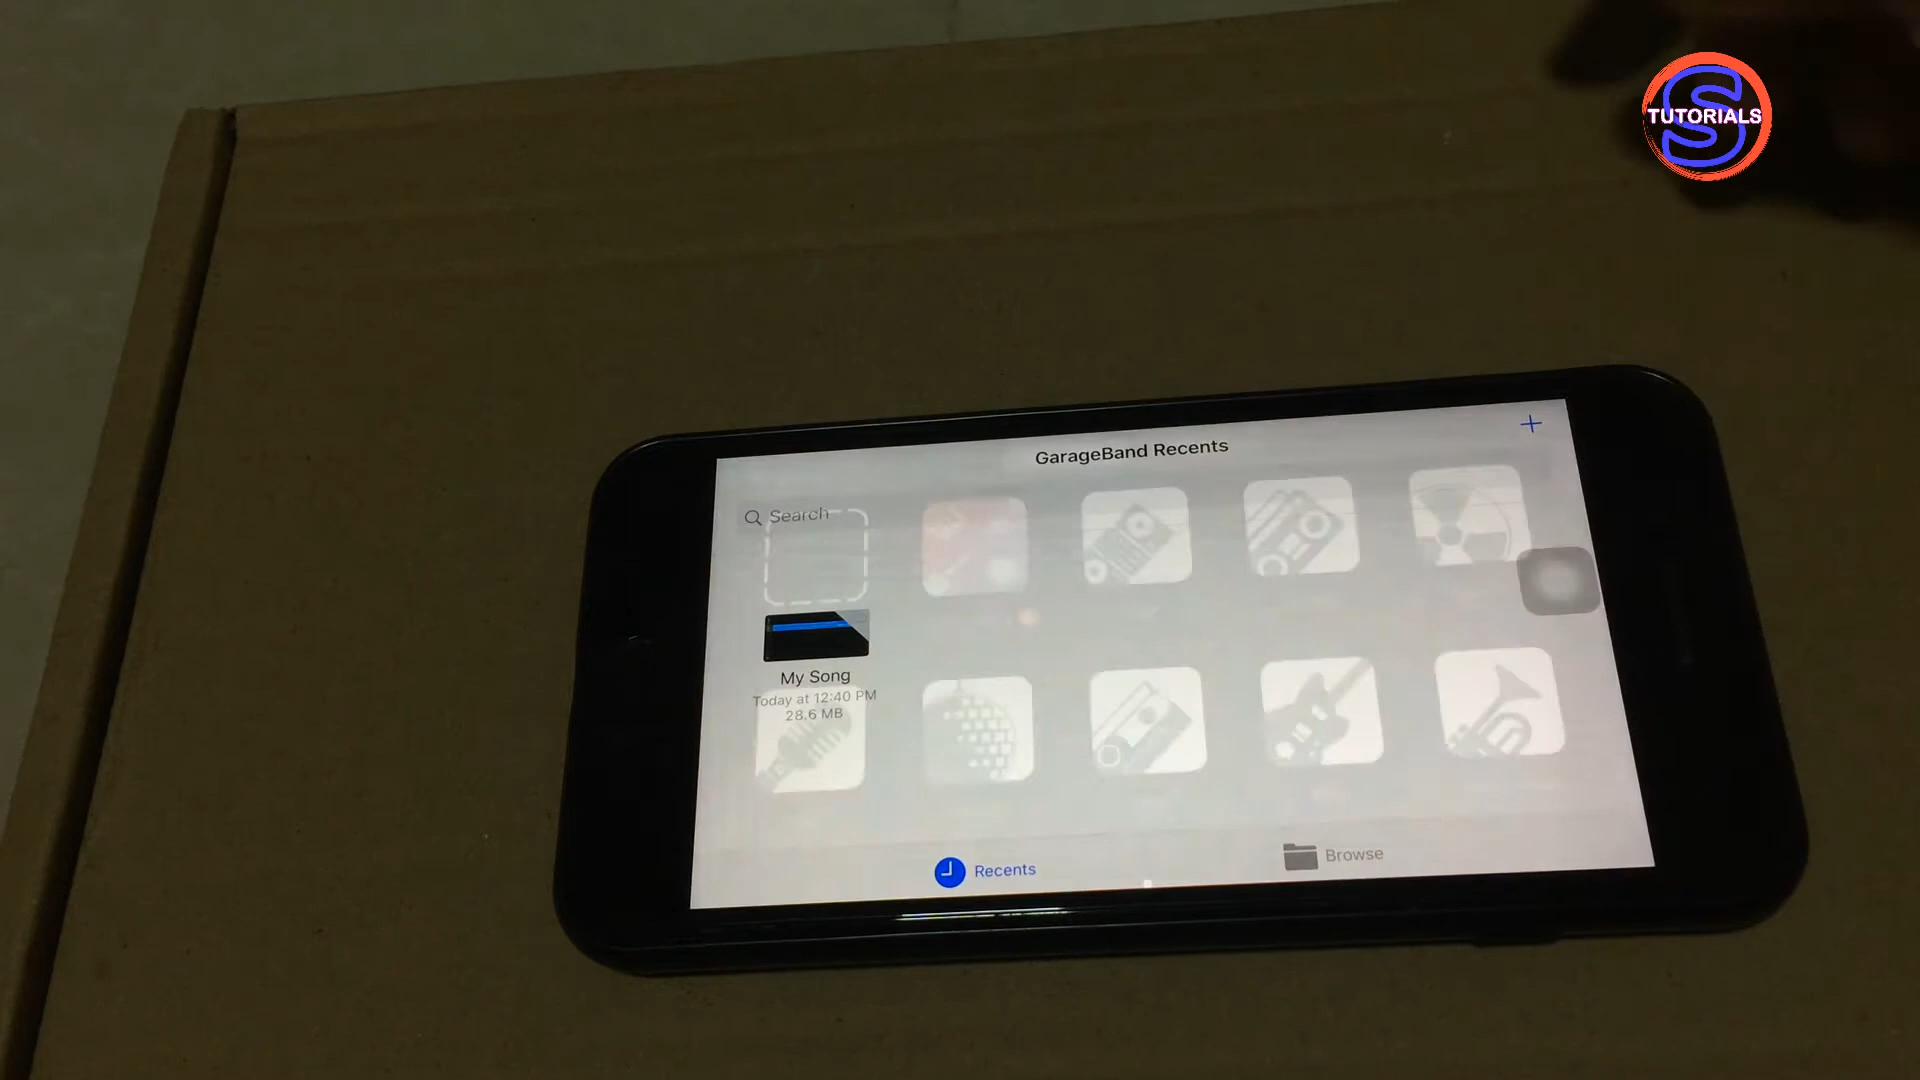 S
TUTORIALS
GarageBand Recents
Search
My Song
Today at 12:40 PM
28.6 MB
Recents
Browse